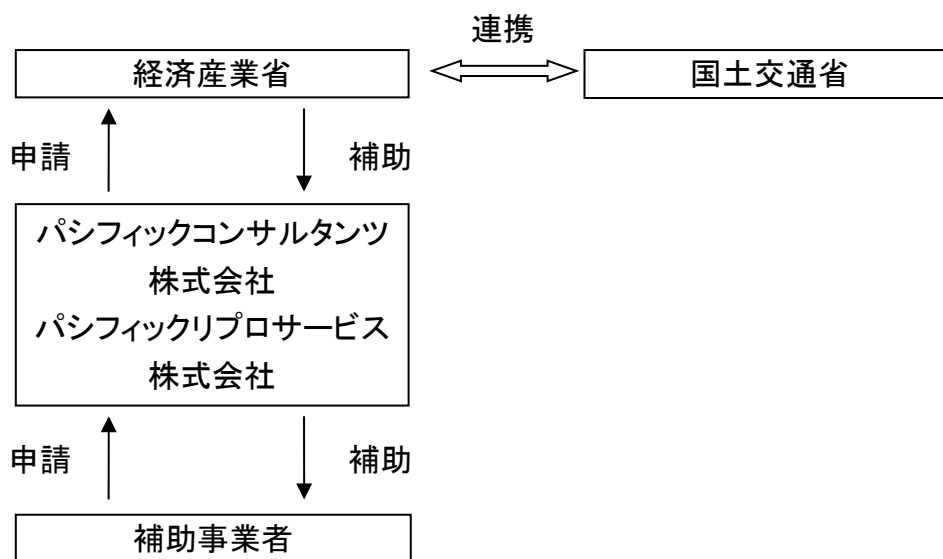 連携
経済産業省
国土交通省
申請
補助
パシフィックコンサルタンツ
株式会社
パシフィックリプロサービス
株式会社
申請
補助
補助事業者